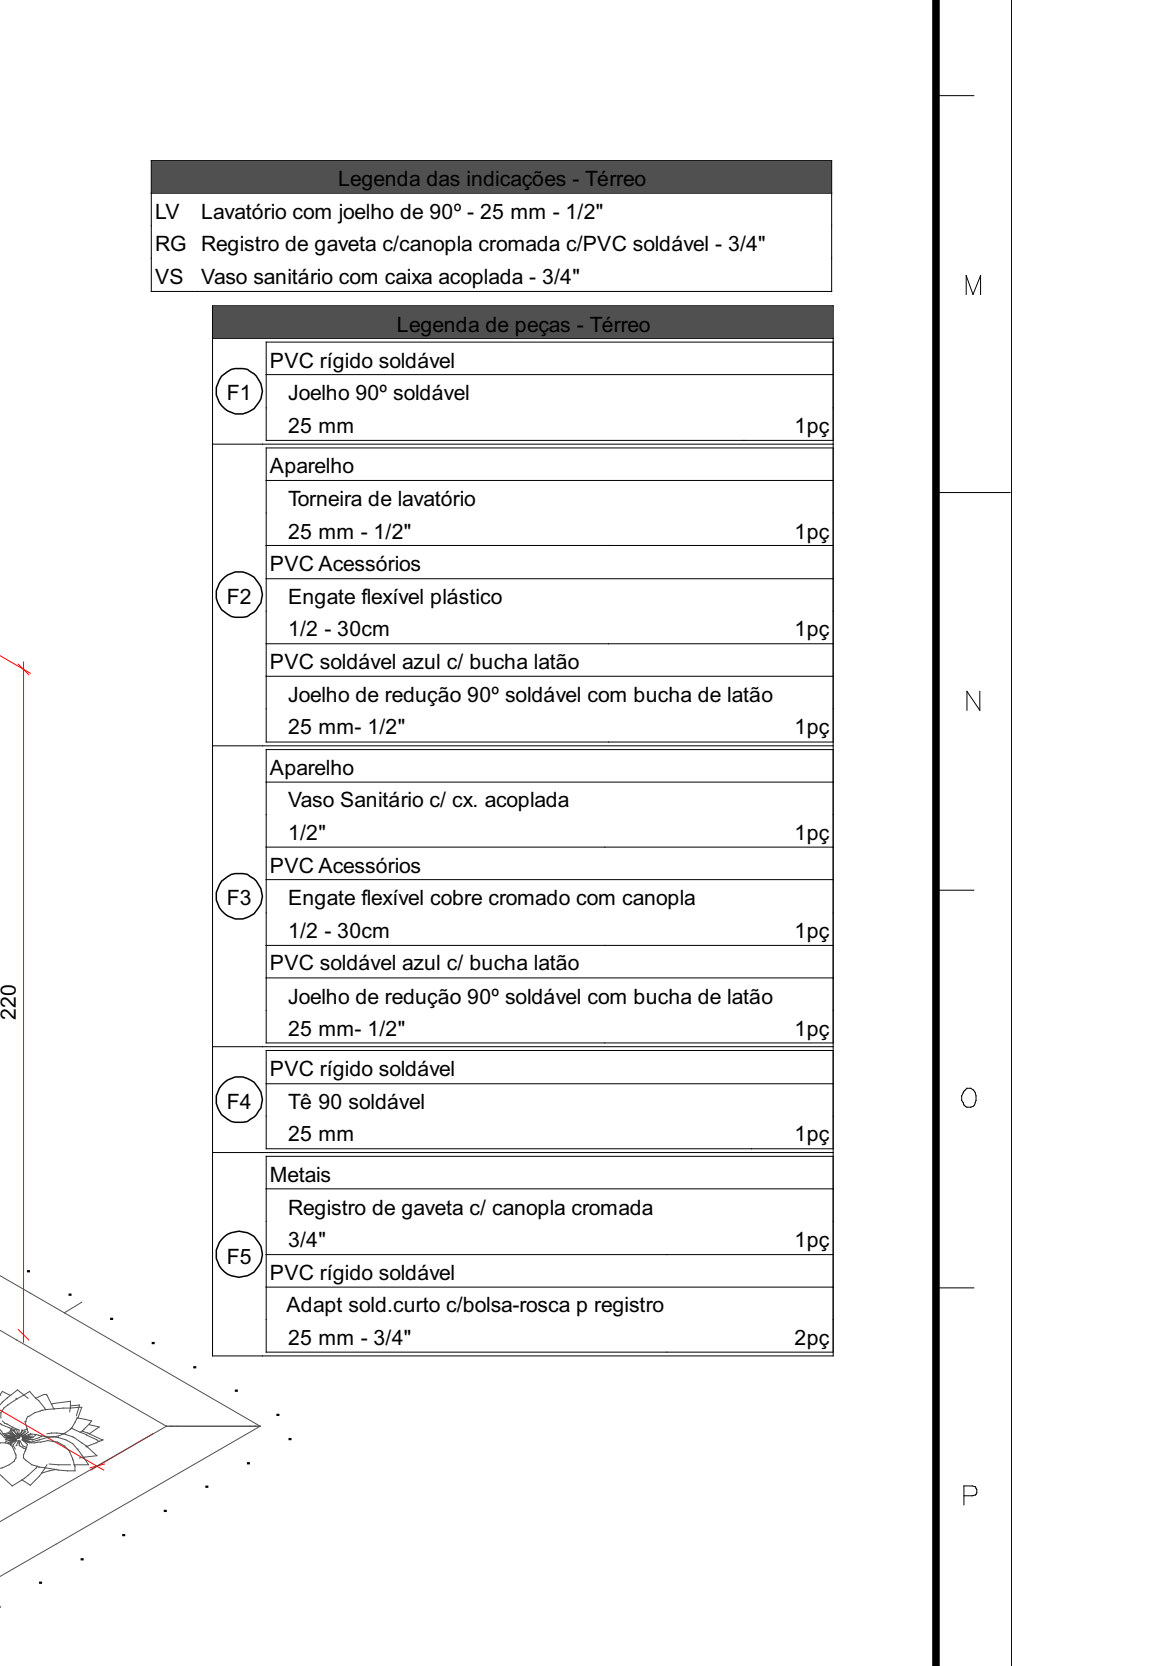 Legenda das indicações - Térreo
LV Lavatório com joelho de 90º - 25 mm - 1/2"
RG Registro de gaveta c/canopla cromada c/PVC soldável - 3/4"
VS Vaso sanitário com caixa acoplada - 3/4"
M
Legenda de peças - Térreo
F1
PVC rígido soldável
Joelho 90º soldável
25 mm 1pç
F2
Aparelho
Torneira de lavatório
25 mm - 1/2" 1pç
PVC Acessórios
Engate flexível plástico
1/2 - 30cm 1pç
PVC soldável azul c/ bucha latão
Joelho de redução 90º soldável com bucha de latão
25 mm- 1/2" 1pç
N
F3
Aparelho
Vaso Sanitário c/ cx. acoplada
1/2" 1pç
PVC Acessórios
Engate flexível cobre cromado com canopla
1/2 - 30cm 1pç
PVC soldável azul c/ bucha latão
Joelho de redução 90º soldável com bucha de latão
25 mm- 1/2" 1pç
220
F4
PVC rígido soldável
Tê 90 soldável
25 mm 1pç
O
F5
Metais
Registro de gaveta c/ canopla cromada
3/4" 1pç
PVC rígido soldável
Adapt sold.curto c/bolsa-rosca p registro
25 mm - 3/4" 2pç
P